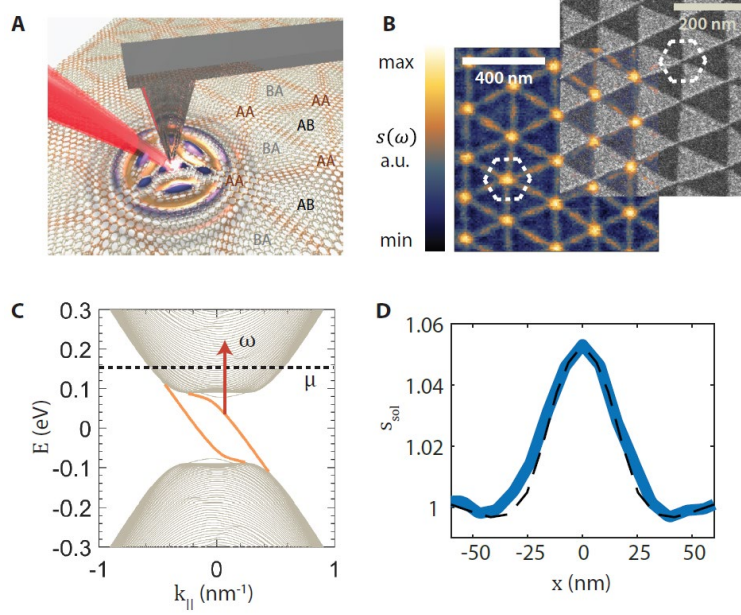 A
BA
AA
AA
AB
BA
AA
AA
AB
BA
B
max
s(ω)
a.u.
min
400 nm
200 nm
C
0.3
0.2
0.1
0
-0.1
-0.2
-0.3
E (eV)
ω
μ
-1
0
1
k|| (nm⁻¹)
D
1.06
1.04
1.02
1
s_sol
-50
-25
0
25
50
x (nm)